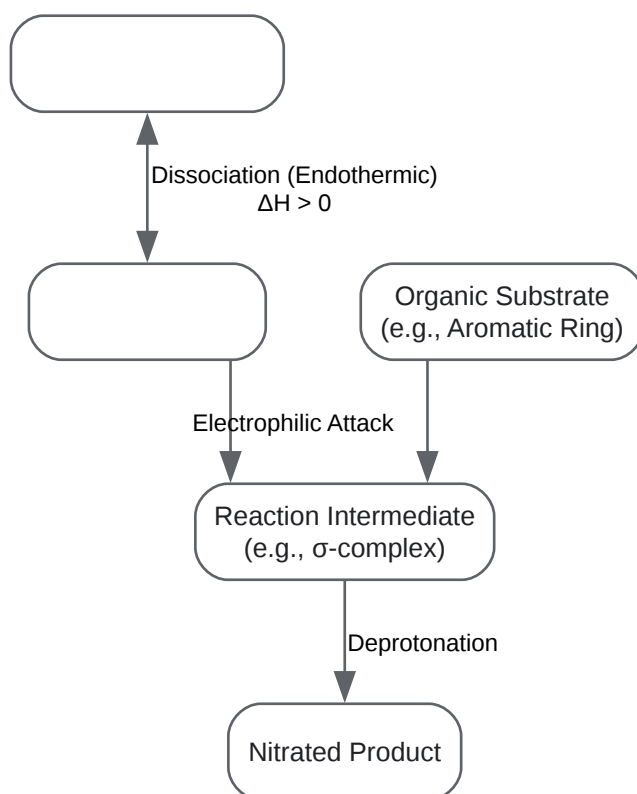 Dissociation (Endothermic)
ΔH > 0
Organic Substrate
(e.g., Aromatic Ring)
Electrophilic Attack
Reaction Intermediate
(e.g., σ-complex)
Deprotonation
Nitrated Product